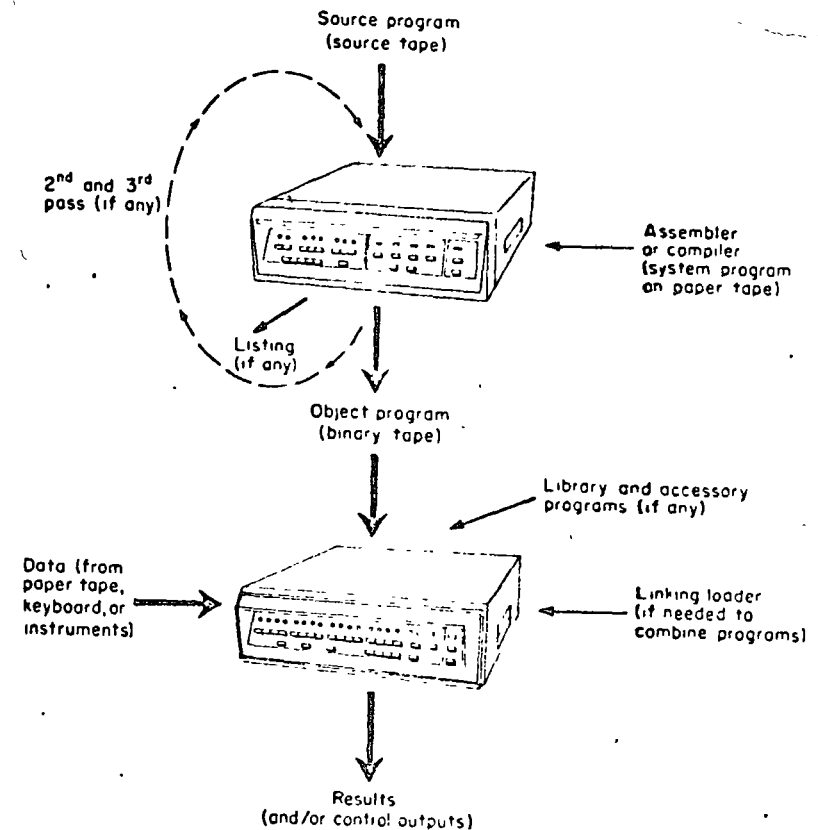 Source program
(source tape)
2nd and 3rd
pass (if any)
Assembler
or compiler
(system program
on paper tape)
Listing
(if any)
Object program
(binary tape)
Library and accessory
programs (if any)
Data (from
paper tape,
keyboard, or
instruments)
Linking loader
(if needed to
combine programs)
Results
(and/or control outputs)